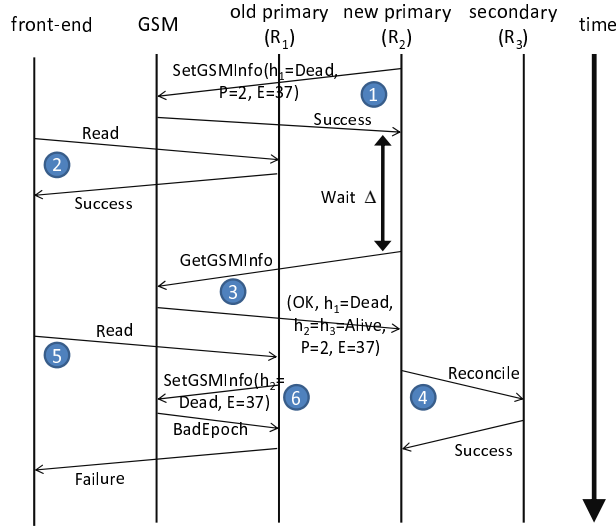 front-end GSM old primary (R1) new primary (R2) secondary (R3) time
SetGSMInfo(h1=Dead,
P=2, E=37)
1
Success
Read
2
Success
Wait Δ
GetGSMInfo
3
(OK, h1=Dead,
h2=h3=Alive,
P=2, E=37)
Read
5
Reconcile
SetGSMInfo(h2=
Dead, E=37)
6
4
BadEpoch
Success
Failure